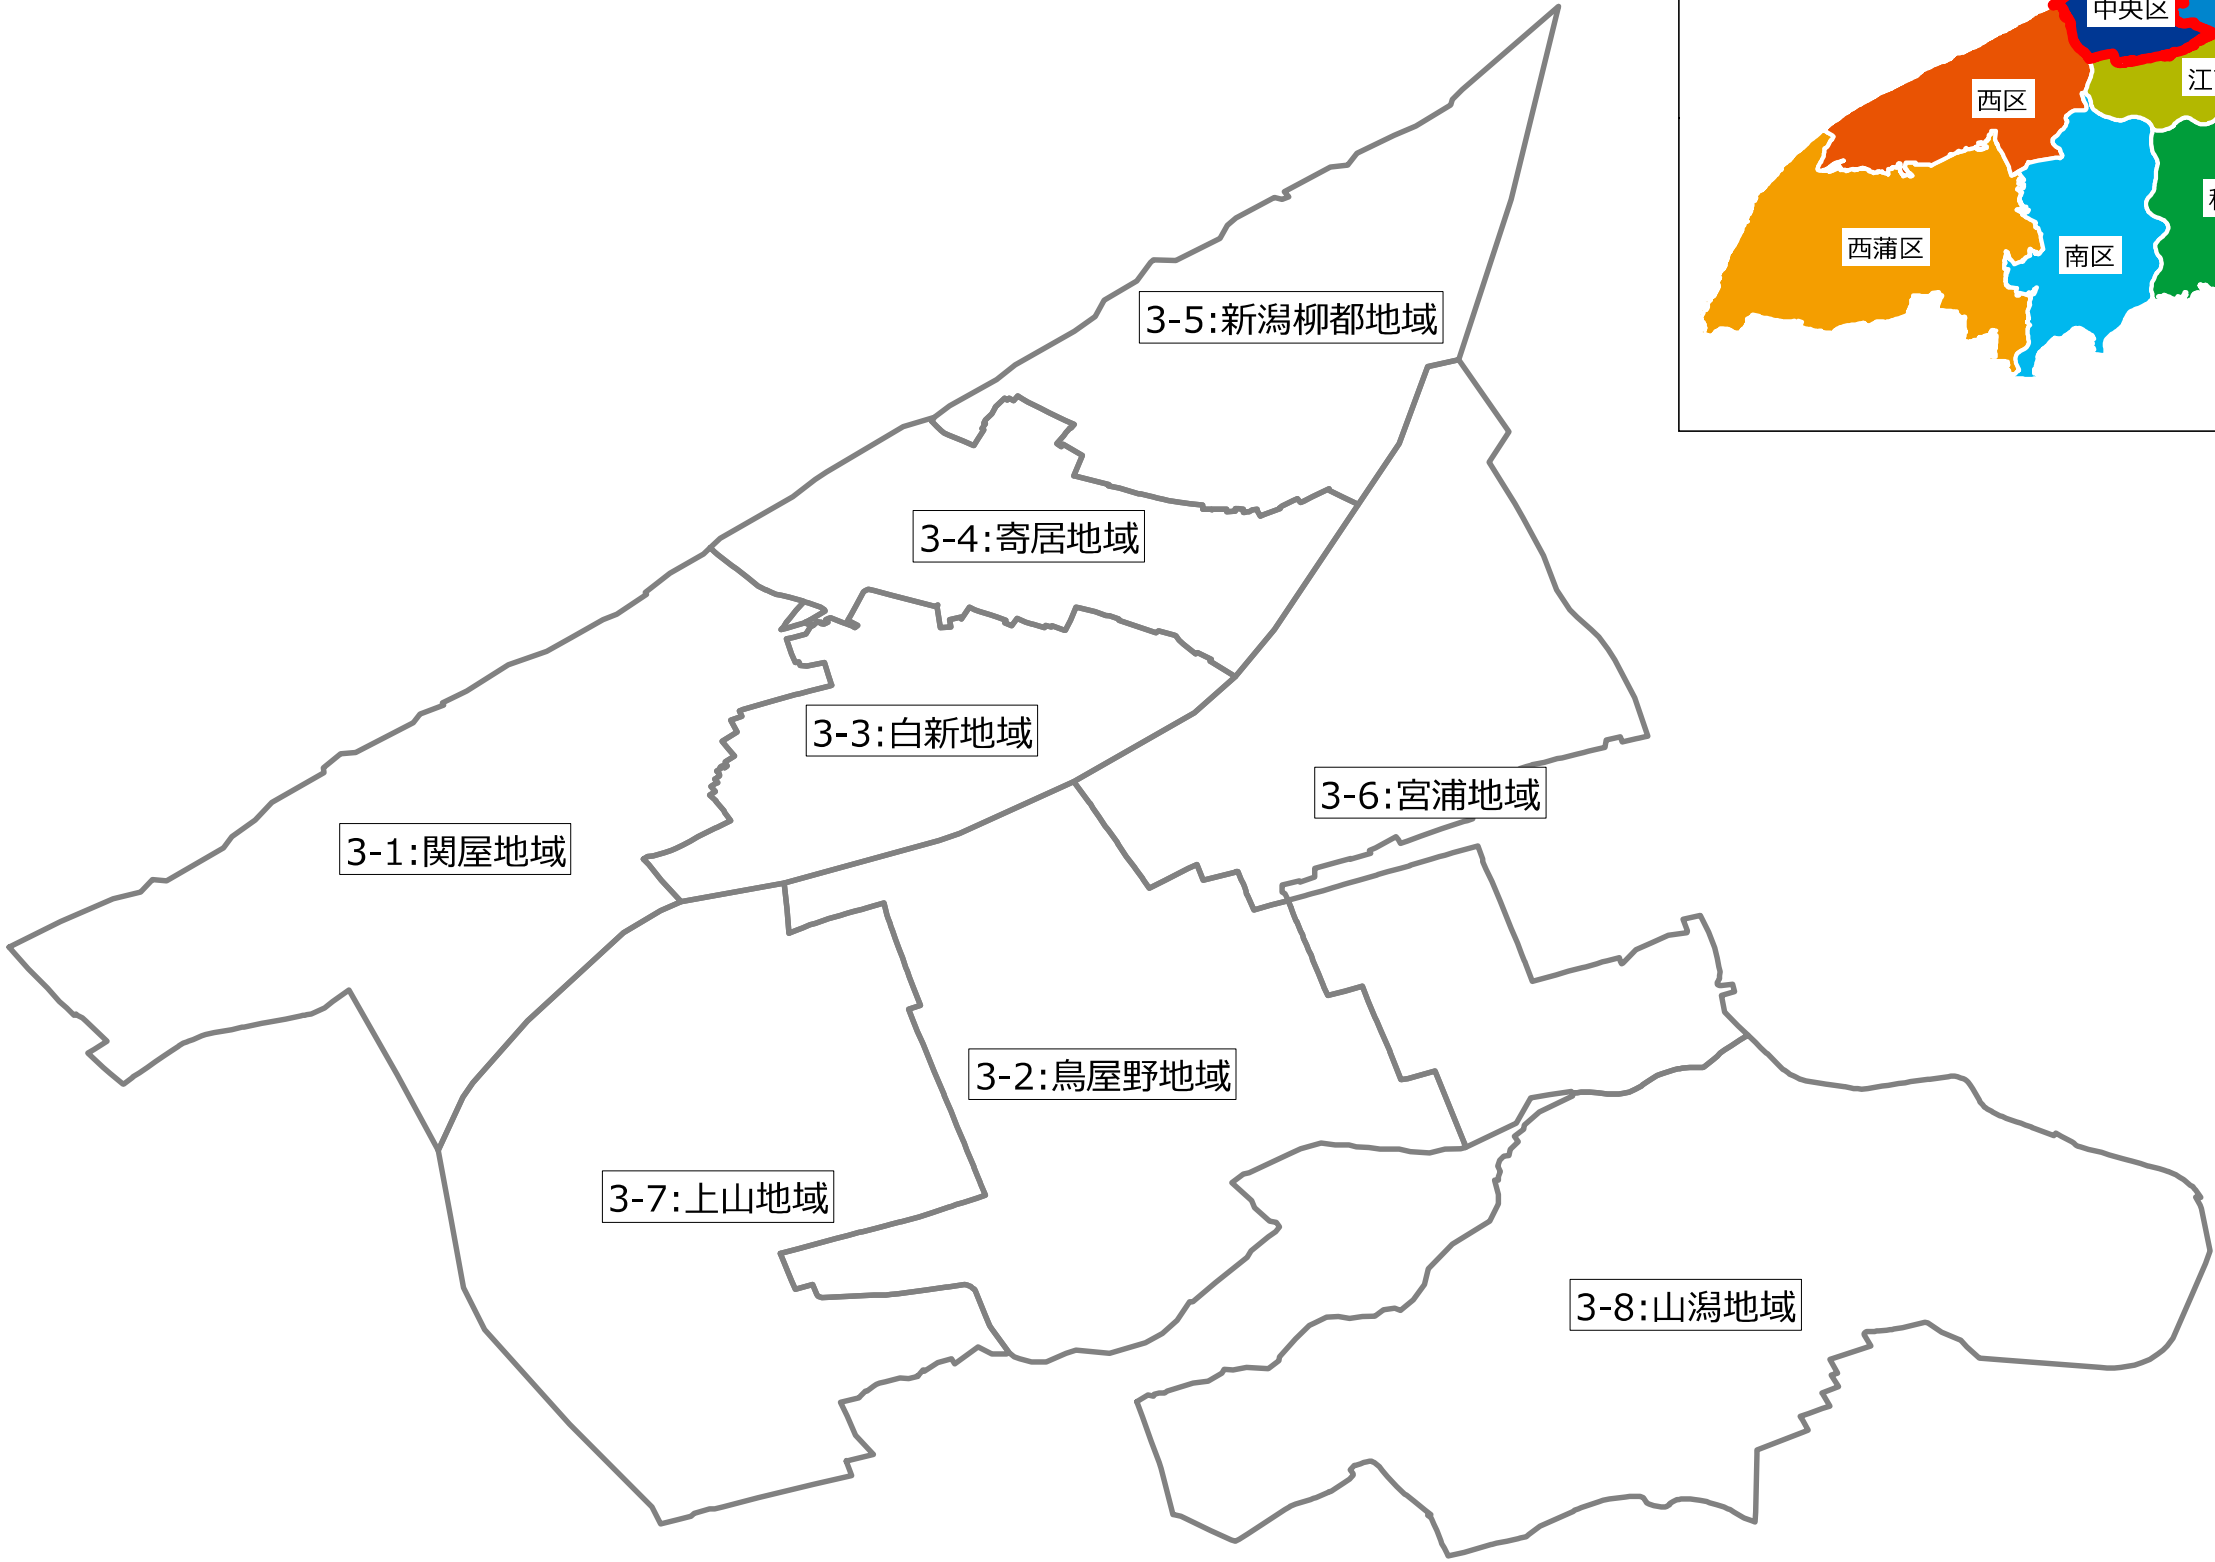 中央区
江
西区
西蒲区
南区
3-5:新潟柳都地域
3-4:寄居地域
3-3:白新地域
3-6:宮浦地域
3-1:関屋地域
3-2:鳥屋野地域
3-7:上山地域
3-8:山潟地域